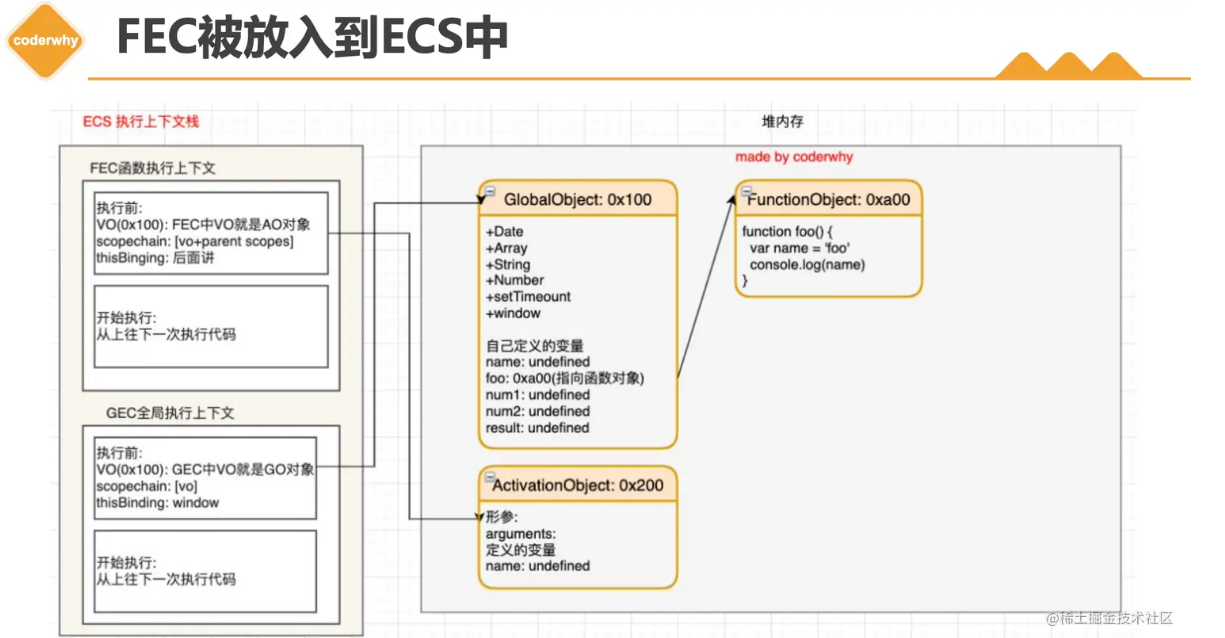 coderwhy
FEC被放入到ECS中
ECS 执行上下文栈
FEC函数执行上下文
执行前:
VO(0x100): FEC中VO就是AO对象
scopechain: [vo+parent scopes]
thisBinging: 后面讲
开始执行:
从上往下一次执行代码
GEC全局执行上下文
执行前:
VO(0x100): GEC中VO就是GO对象
scopechain: [vo]
thisBinding: window
开始执行:
从上往下一次执行代码
堆内存
made by coderwhy
GlobalObject: 0x100
+Date
+Array
+String
+Number
+setTimeount
+window
自己定义的变量
name: undefined
foo: 0xa00(指向函数对象)
num1: undefined
num2: undefined
result: undefined
FunctionObject: 0xa00
function foo() {
var name = 'foo'
console.log(name)
}
ActivationObject: 0x200
形参:
arguments:
定义的变量
name: undefined
@稀土掘金技术社区